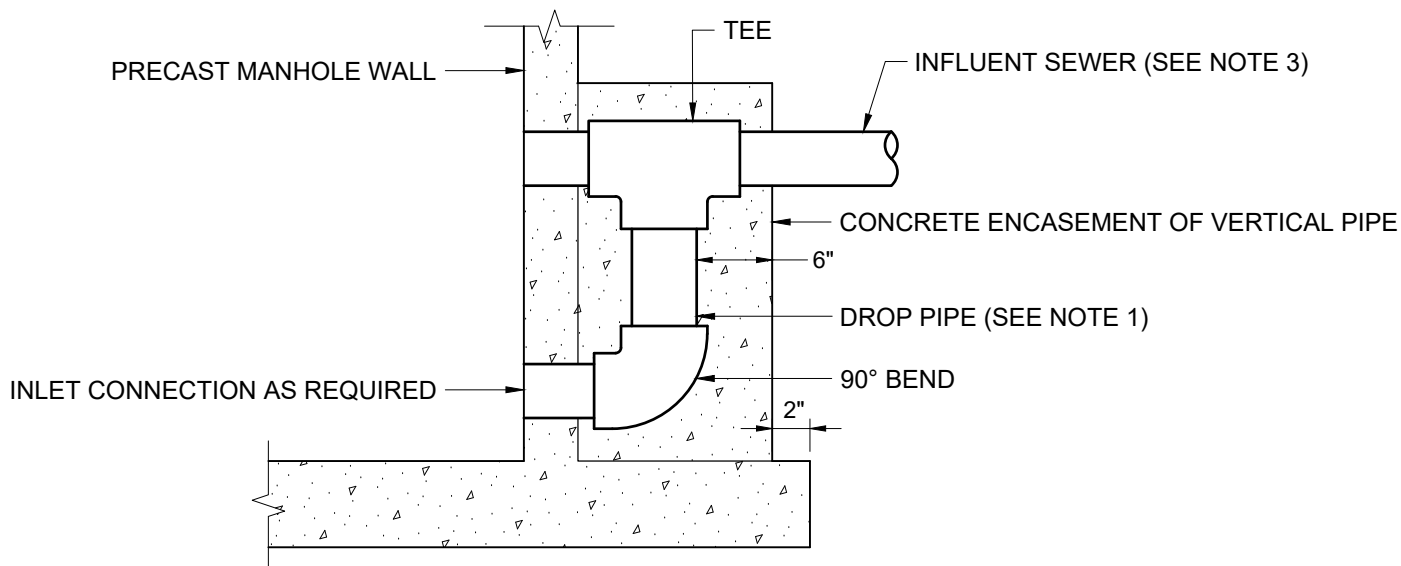 TEE
INFLUENT SEWER (SEE NOTE 3)
PRECAST MANHOLE WALL
CONCRETE ENCASEMENT OF VERTICAL PIPE
6"
DROP PIPE (SEE NOTE 1)
90° BEND
INLET CONNECTION AS REQUIRED
2"